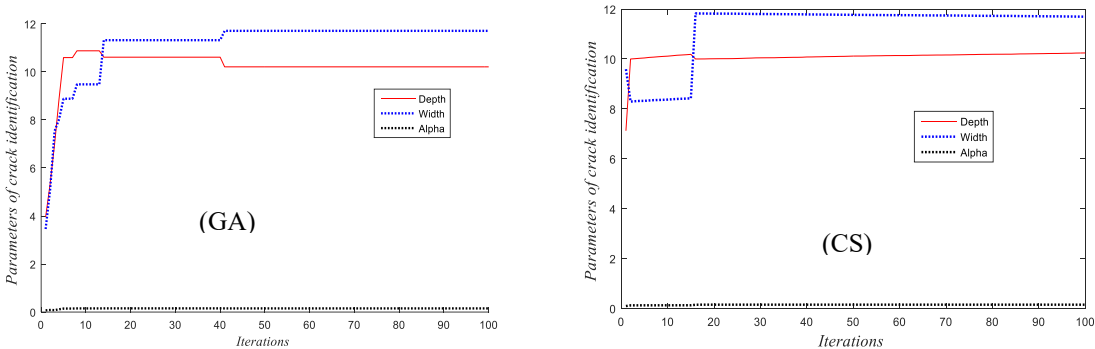 Parameters of crack identification
12
10
8
6
4
2
0
0 10 20 30 40 50 60 70 80 90 100
Iterations
Depth
Width
Alpha
(GA)
Parameters of crack identification
12
10
8
6
4
2
0
0 10 20 30 40 50 60 70 80 90 100
Iterations
Depth
Width
Alpha
(CS)